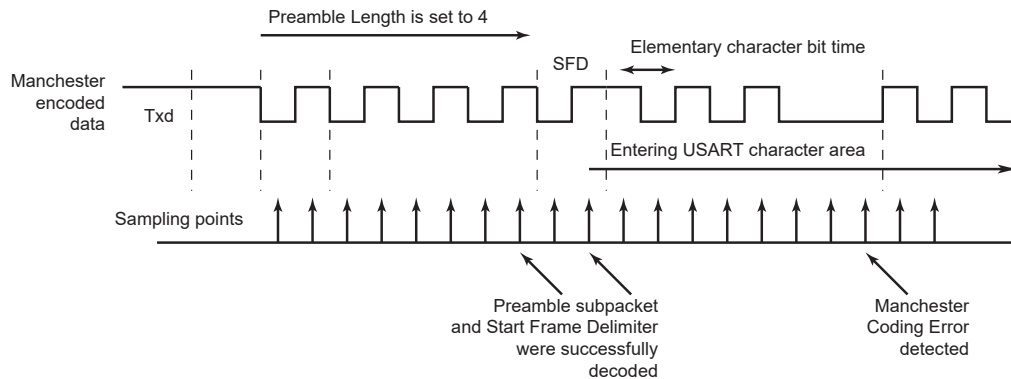 Preamble Length is set to 4
Elementary character bit time
SFD
Manchester
encoded
data
Txd
Entering USART character area
Sampling points
Preamble subpacket
and Start Frame Delimiter
were successfully
decoded
Manchester
Coding Error
detected